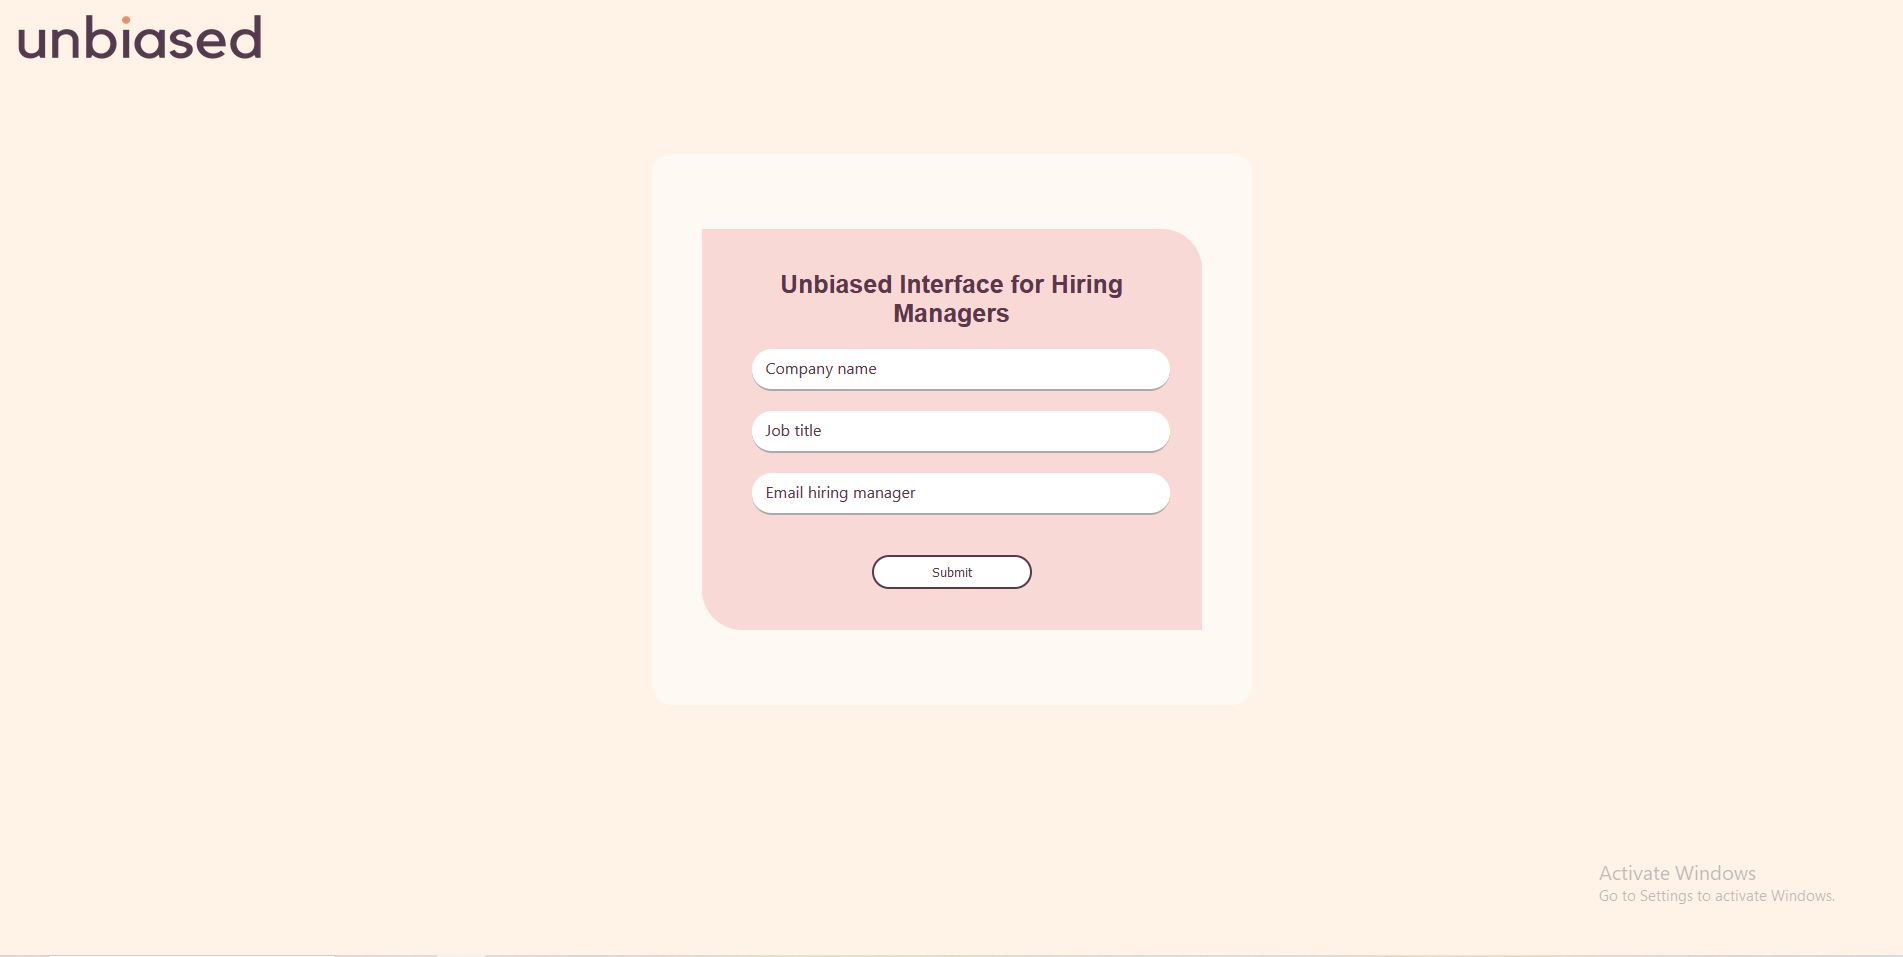 unbiased
Unbiased Interface for Hiring
Managers
Company name
Job title
Email hiring manager
Submit
Activate Windows
Go to Settings to activate Windows.